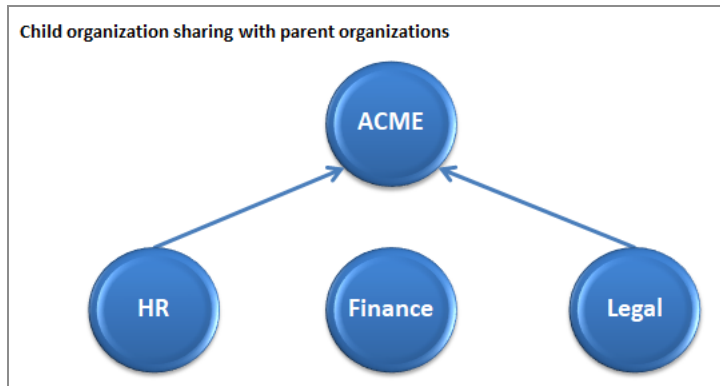 Child organization sharing with parent organizations
ACME
HR
Finance
Legal